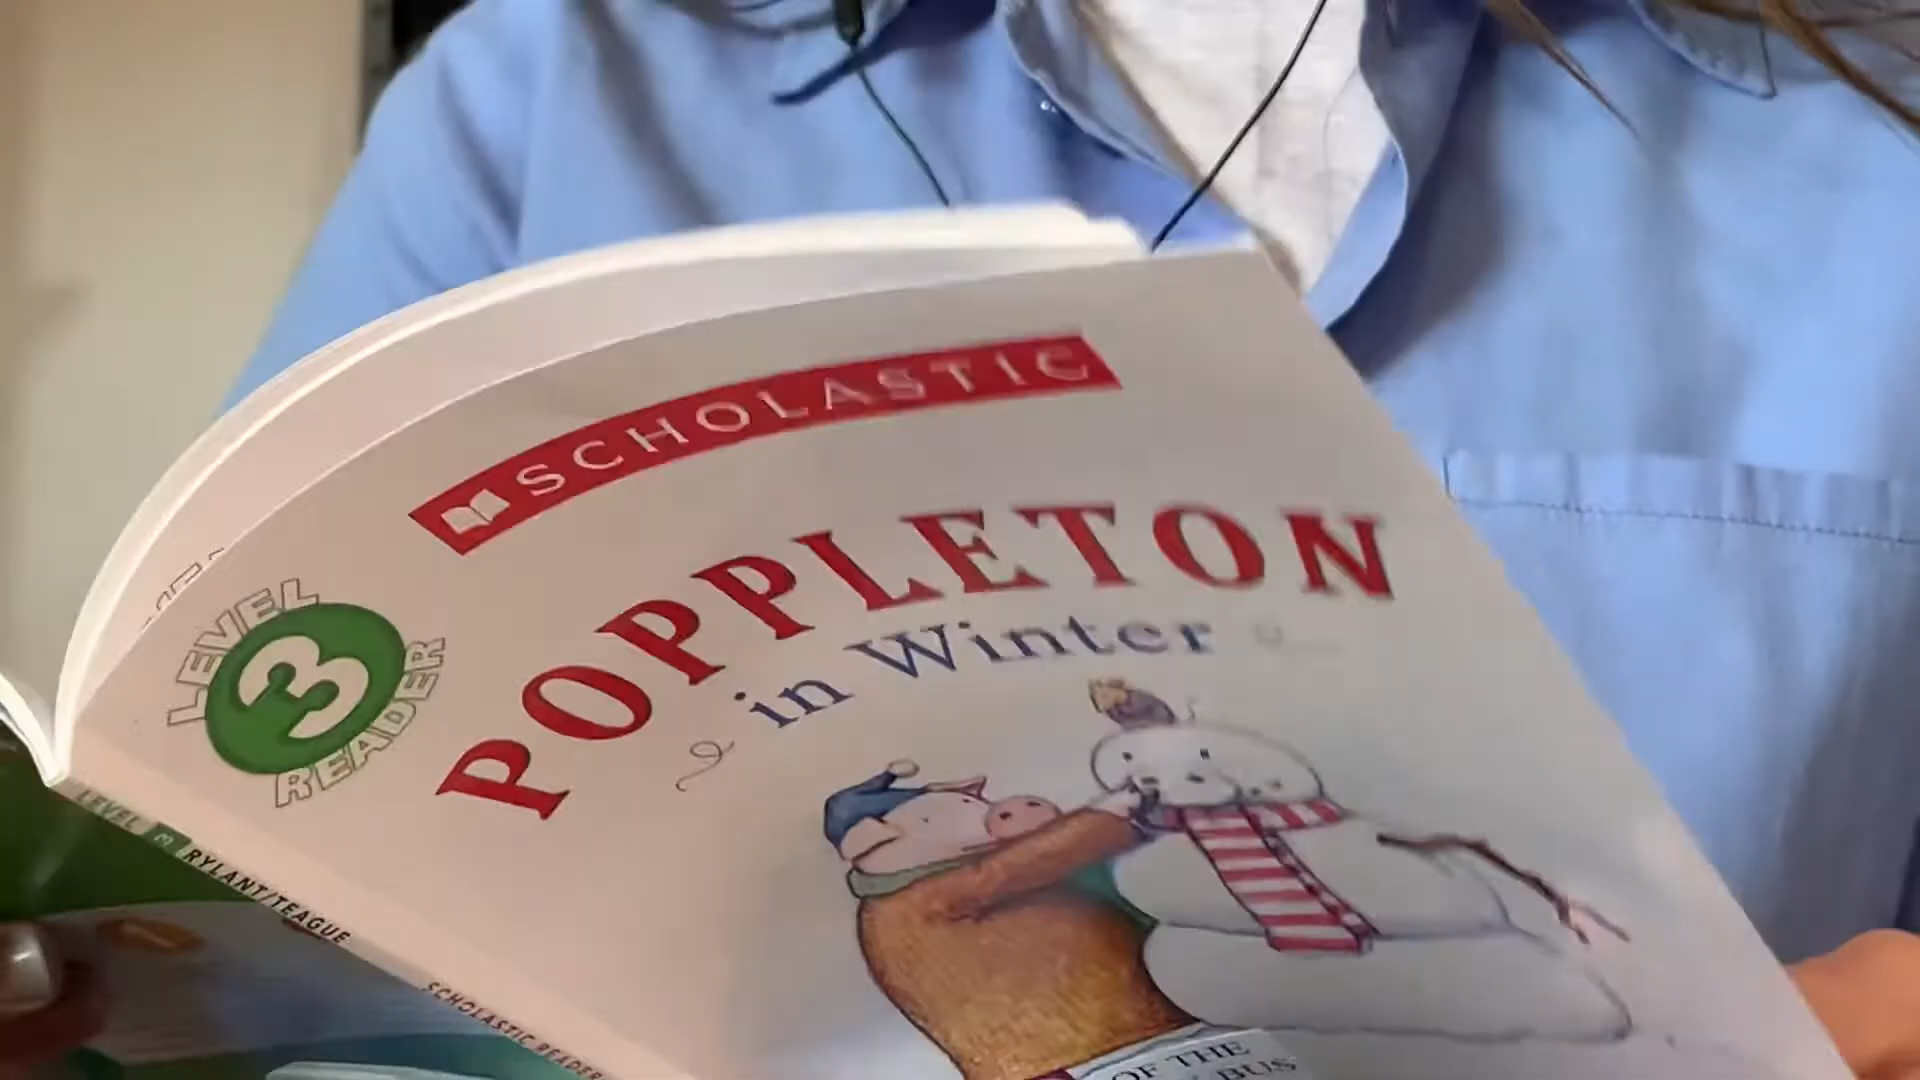 SCHOLASTIC
LEVEL
3
READER
POPPLETON
in Winter
LEVEL 3
RYLANT/TEAGUE
SCHOLASTIC READER
OF THE
BUS